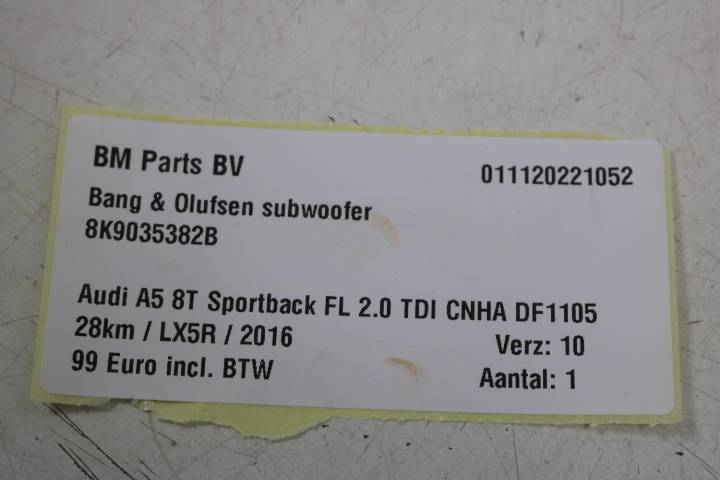 BM Parts BV 011120221052
Bang & Olufsen subwoofer
8K9035382B
Audi A5 8T Sportback FL 2.0 TDI CNHA DF1105
28km / LX5R / 2016 Verz: 10
99 Euro incl. BTW Aantal: 1